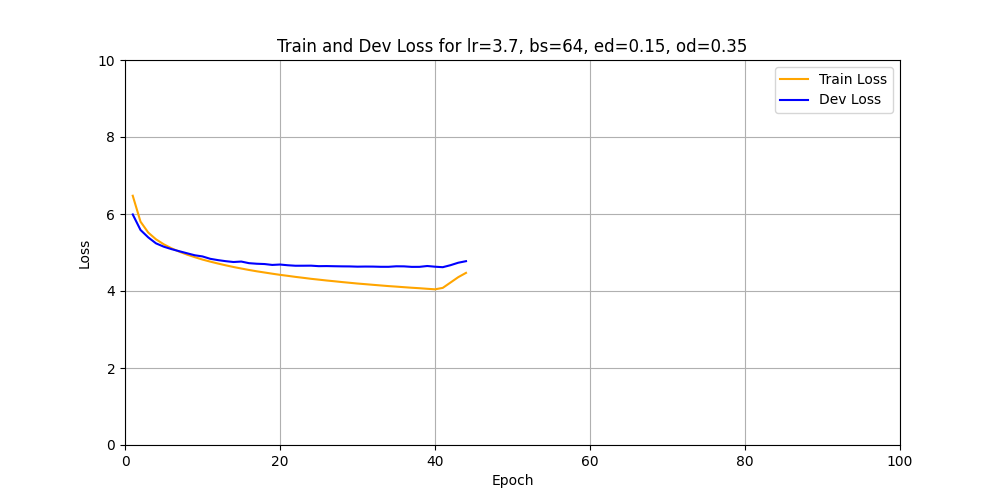 Train and Dev Loss for lr=3.7, bs=64, ed=0.15, od=0.35
Train Loss
Dev Loss
10
8
6
4
2
0
Loss
0 20 40 60 80 100
Epoch